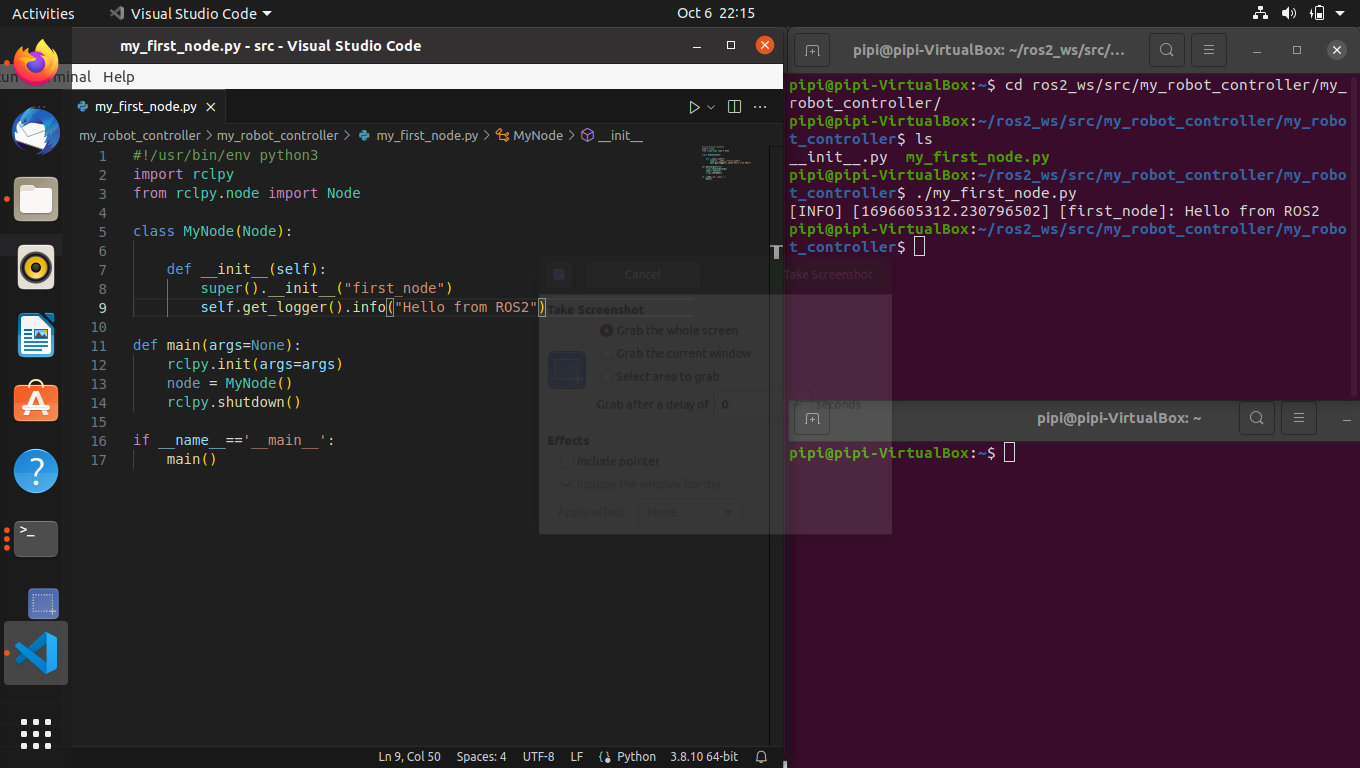 Activities
Visual Studio Code
Oct 6 22:15
my_first_node.py - src - Visual Studio Code
Help
my_first_node.py
my_robot_controller > my_robot_controller > my_first_node.py > MyNode > __init__
1 #!/usr/bin/env python3
2 import rclpy
3 from rclpy.node import Node
4
5 class MyNode(Node):
6
7 def __init__(self):
8 super().__init__("first_node")
9 self.get_logger().info("Hello from ROS2")
10
11 def main(args=None):
12 rclpy.init(args=args)
13 node = MyNode()
14 rclpy.shutdown()
15
16 if __name__=='__main__':
17 main()
Cancel
Take Screenshot
Take Screenshot
Grab the whole screen
Grab the current window
Select area to grab
Grab after a delay of 0 seconds
Effects
Include pointer
Include the window border
Apply effect: None
Ln 9, Col 50 Spaces: 4 UTF-8 LF Python 3.8.10 64-bit
pipi@pipi-VirtualBox: ~/ros2_ws/src/...
pipi@pipi-VirtualBox:~$ cd ros2_ws/src/my_robot_controller/my_
robot_controller/
pipi@pipi-VirtualBox:~/ros2_ws/src/my_robot_controller/my_robo
t_controller$ ls
__init__.py my_first_node.py
pipi@pipi-VirtualBox:~/ros2_ws/src/my_robot_controller/my_robo
t_controller$ ./my_first_node.py
[INFO] [1696605312.230796502] [first_node]: Hello from ROS2
pipi@pipi-VirtualBox:~/ros2_ws/src/my_robot_controller/my_robo
t_controller$
pipi@pipi-VirtualBox: ~
pipi@pipi-VirtualBox:~$